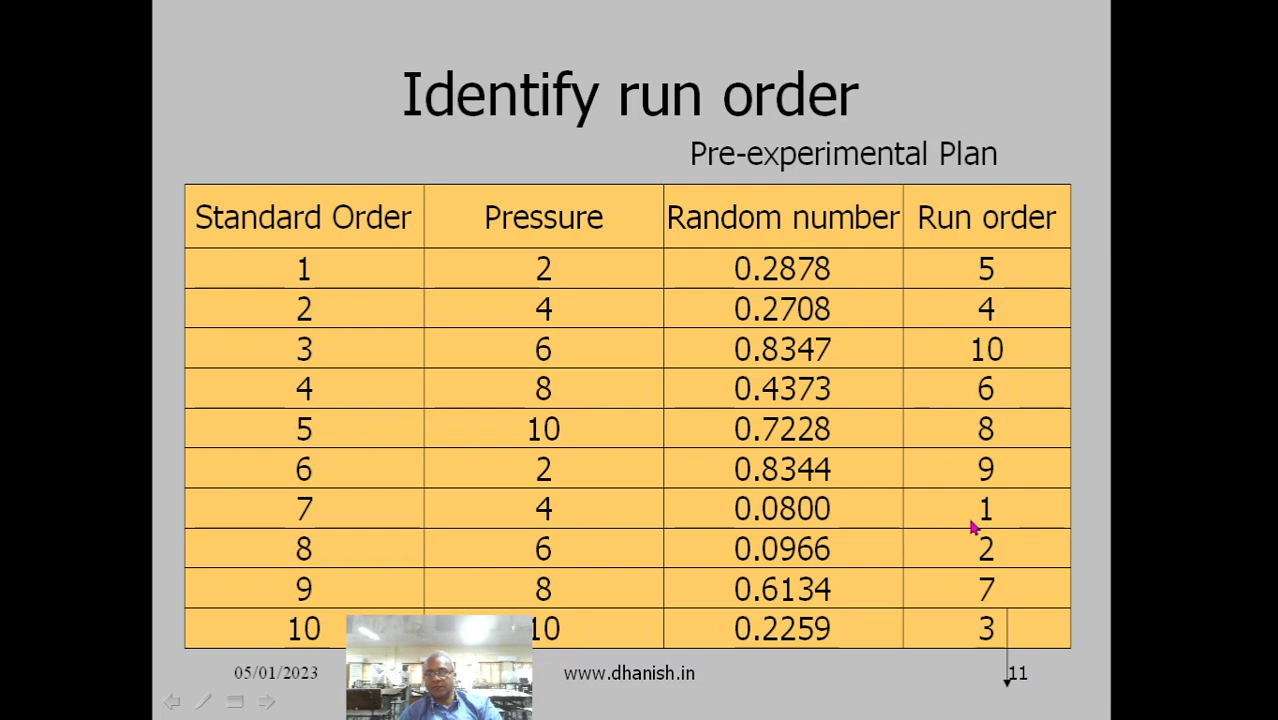 Identify run order
Pre-experimental Plan
Standard Order Pressure Random number Run order
1 2 0.2878 5
2 4 0.2708 4
3 6 0.8347 10
4 8 0.4373 6
5 10 0.7228 8
6 2 0.8344 9
7 4 0.0800 1
8 6 0.0966 2
9 8 0.6134 7
10 10 0.2259 3
05/01/2023 www.dhanish.in 11